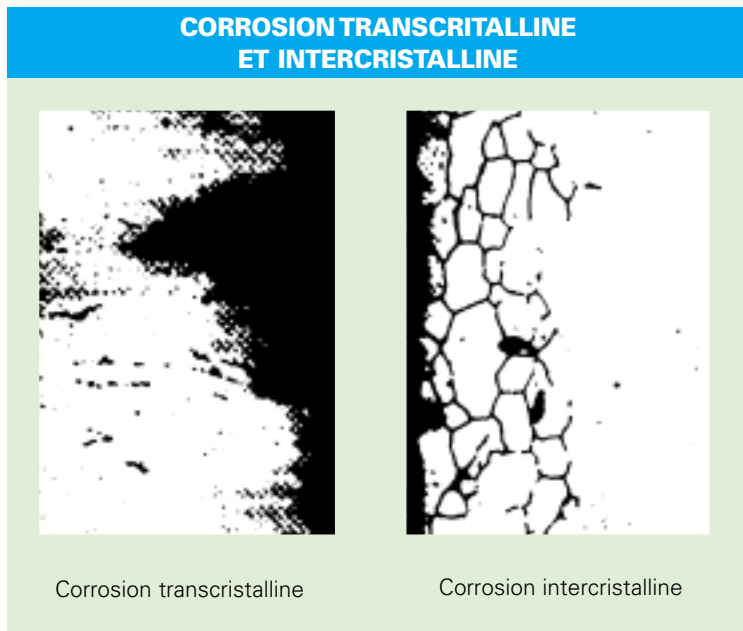 CORROSION TRANSCRITALLINE
ET INTERCRISTALLINE
Corrosion transcristalline
Corrosion intercristalline